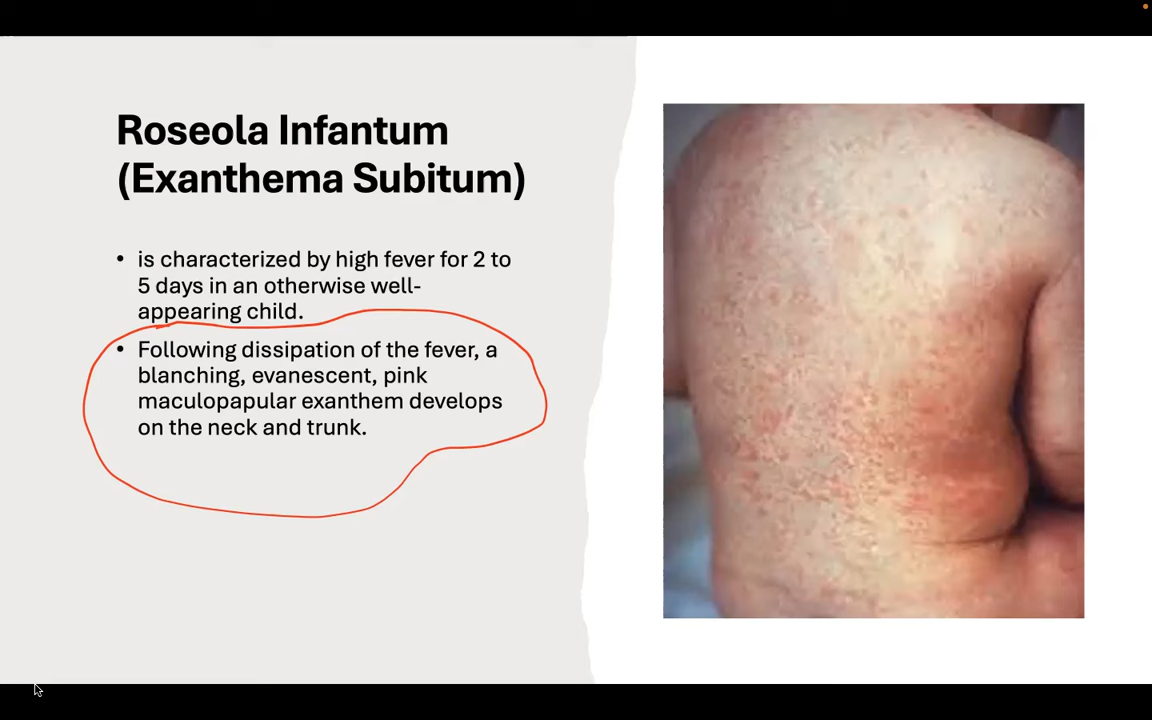 Roseola Infantum
(Exanthema Subitum)
• is characterized by high fever for 2 to
5 days in an otherwise well-
appearing child.
• Following dissipation of the fever, a
blanching, evanescent, pink
maculopapular exanthem develops
on the neck and trunk.